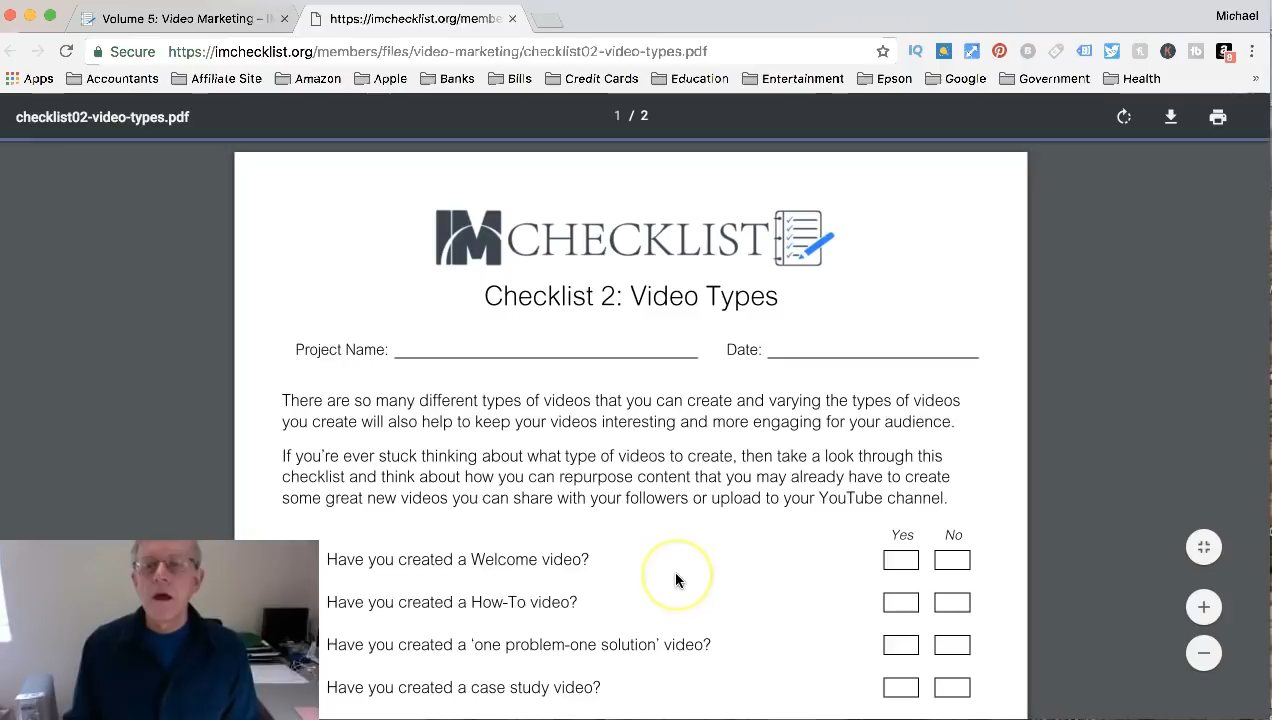 Volume 5: Video Marketing –
https://imchecklist.org/membe
Michael
Secure https://imchecklist.org/members/files/video-marketing/checklist02-video-types.pdf
IQ
8
Apps Accountants Affiliate Site Amazon Apple Banks Bills Credit Cards Education Entertainment Epson Google Government Health »
checklist02-video-types.pdf
1 / 2
IM CHECKLIST
Checklist 2: Video Types
Project Name: Date:
There are so many different types of videos that you can create and varying the types of videos
you create will also help to keep your videos interesting and more engaging for your audience.
If you're ever stuck thinking about what type of videos to create, then take a look through this
checklist and think about how you can repurpose content that you may already have to create
some great new videos you can share with your followers or upload to your YouTube channel.
Yes No
Have you created a Welcome video?
Have you created a How-To video?
Have you created a ‘one problem-one solution’ video?
Have you created a case study video?